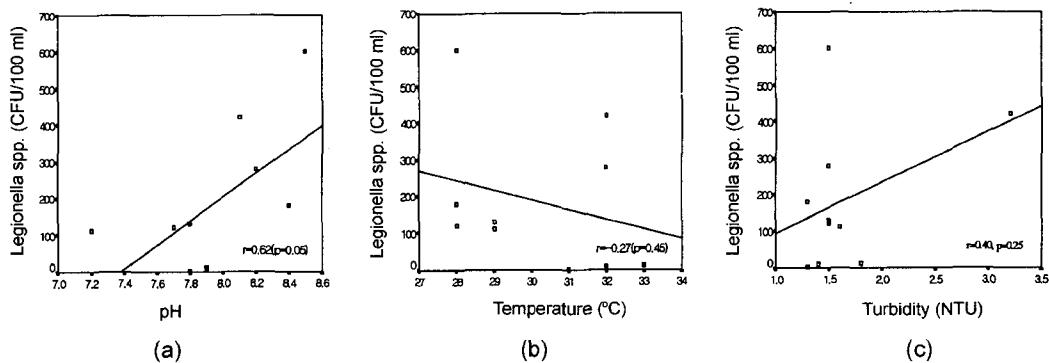 Legionella spp. (CFU/100 ml)
700
600
500
400
300
200
100
0
7.0 7.2 7.4 7.6 7.8 8.0 8.2 8.4 8.6
r=0.62(p=0.05)
pH
(a)
Legionella spp. (CFU/100 ml)
700
600
500
400
300
200
100
0
27 28 29 30 31 32 33 34
r=-0.27(p=0.45)
Temperature (ºC)
(b)
Legionella spp. (CFU/100 ml)
700
600
500
400
300
200
100
0
1.0 1.5 2.0 2.5 3.0 3.5
r=0.40, p=0.25
Turbidity (NTU)
(c)